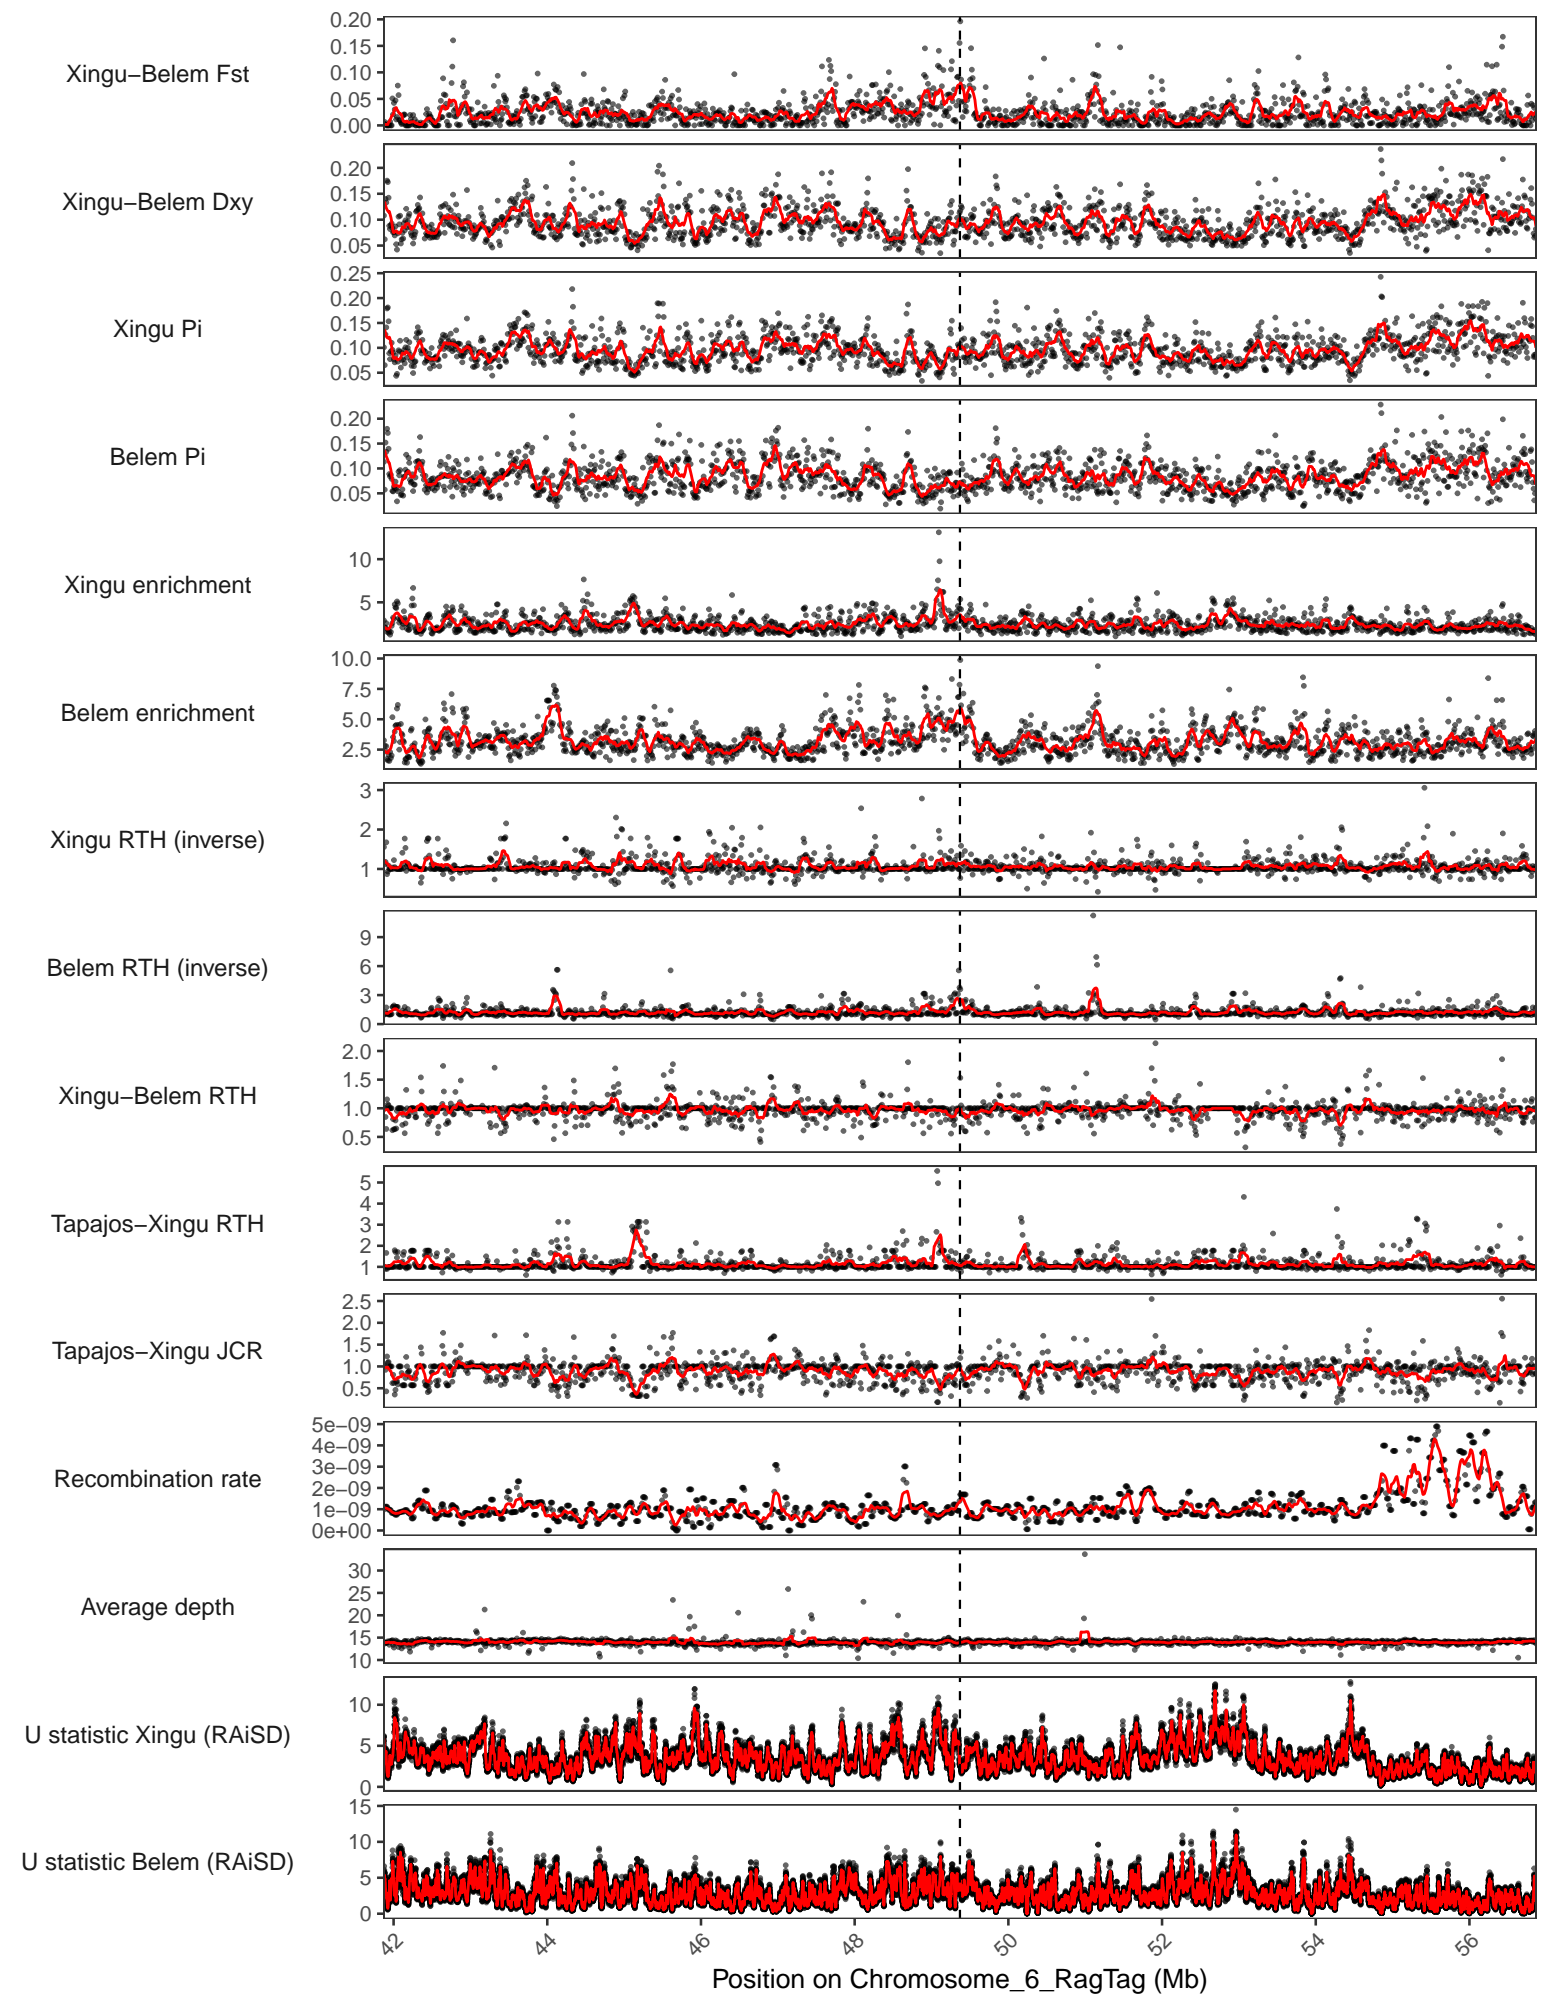 Xingu−Belem Fst
0.20
0.15
0.10
0.05
0.00
Xingu−Belem Dxy
0.20
0.15
0.10
0.05
Xingu Pi
0.25
0.20
0.15
0.10
0.05
Belem Pi
0.20
0.15
0.10
0.05
Xingu enrichment
10
5
Belem enrichment
10.0
7.5
5.0
2.5
Xingu RTH (inverse)
3
2
1
Belem RTH (inverse)
9
6
3
0
Xingu−Belem RTH
2.0
1.5
1.0
0.5
Tapajos−Xingu RTH
5
4
3
2
1
Tapajos−Xingu JCR
2.5
2.0
1.5
1.0
0.5
Recombination rate
5e−09
4e−09
3e−09
2e−09
1e−09
0e+00
Average depth
30
25
20
15
10
U statistic Xingu (RAiSD)
10
5
0
U statistic Belem (RAiSD)
15
10
5
0
42 44 46 48 50 52 54 56
Position on Chromosome_6_RagTag (Mb)